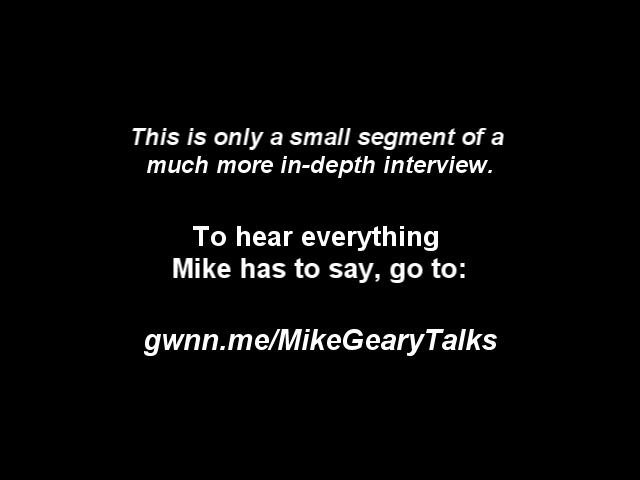 This is only a small segment of a
much more in-depth interview.
To hear everything
Mike has to say, go to:
gwnn.me/MikeGearyTalks